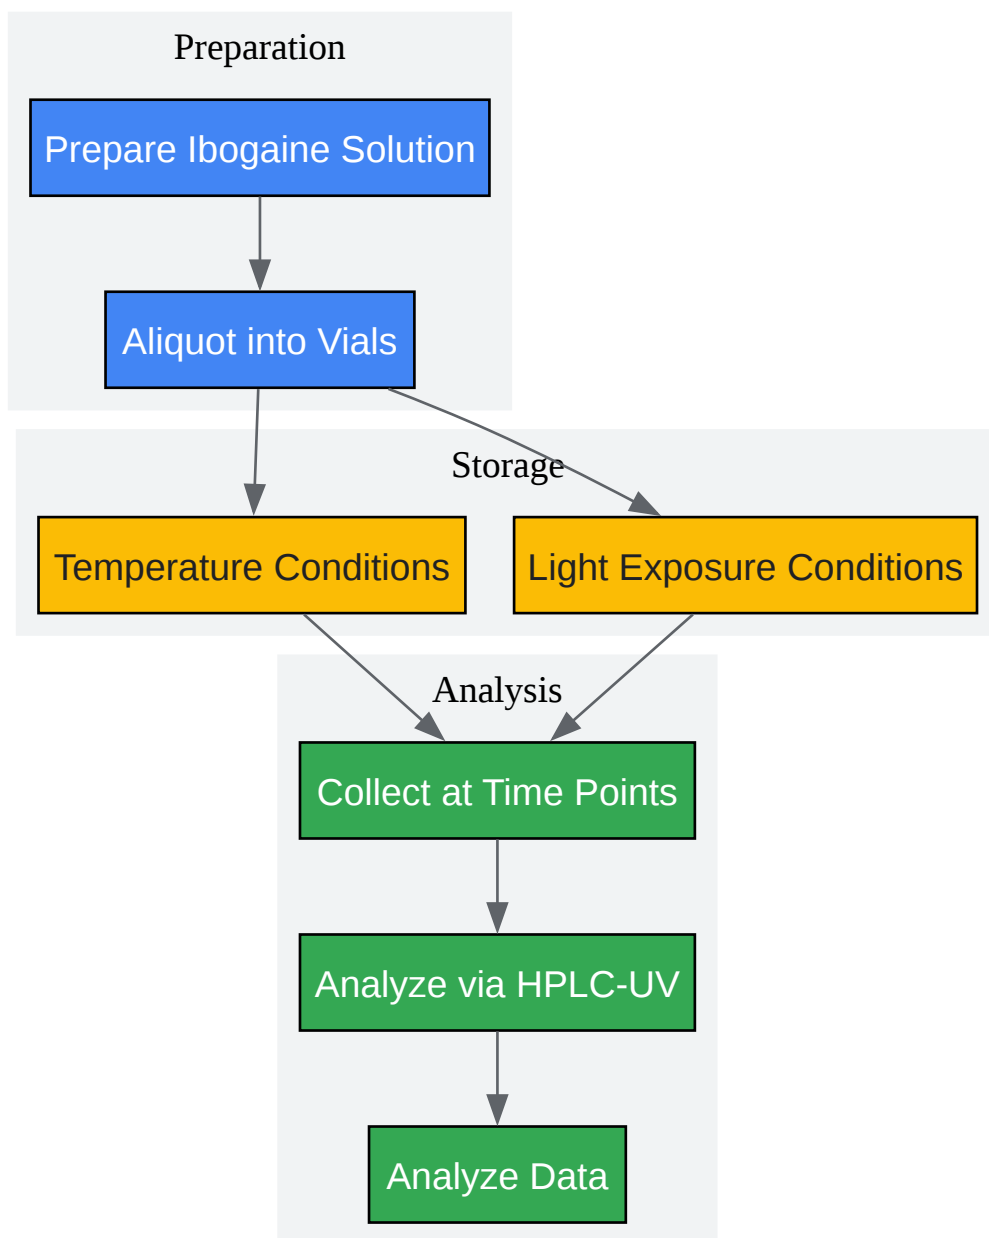 Preparation
Prepare Ibogaine Solution
Aliquot into Vials
Storage
Temperature Conditions
Light Exposure Conditions
Analysis
Collect at Time Points
Analyze via HPLC-UV
Analyze Data